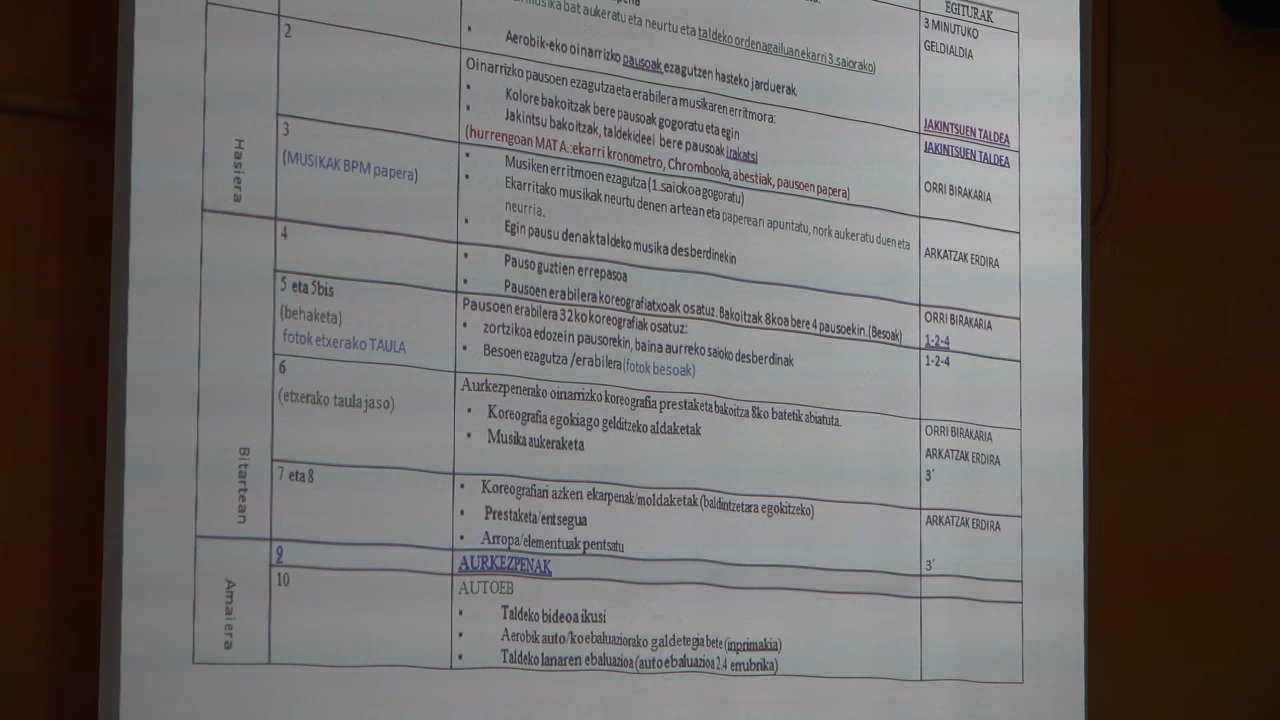 EGITURAK
musika bat aukeratu eta neurtu eta taldeko ordenagailuan ekarri 3.saiorako)
3 MINUTUKO
GELDIALDIA
2
• Aerobik-eko oinarrizko pausoak ezagutzen hasteko jarduerak.
JAKINTSUEN TALDEA
Oinarrizko pausoen ezagutza eta erabilera musikaren erritmora:
• Kolore bakoitzak bere pausoak gogoratu eta egin
• Jakintsu bakoitzak, taldekideei bere pausoak irakatsi
(hurrengoan MATA.:ekarri kronometro, Chrombooka, abestiak, pausoen papera)
JAKINTSUEN TALDEA
ORRI BIRAKARIA
Hasiera
3
(MUSIKAK BPM papera)
• Musiken erritmoen ezagutza (1.saiokoa gogoratu)
• Ekarritako musikak neurtu denen artean eta paperean apuntatu, nork aukeratu duen eta
neurria.
• Egin pausu denak taldeko musika desberdinekin
ARKATZAK ERDIRA
4
• Pauso guztien errepasoa
• Pausoen erabilera koreografiatxoak osatuz. Bakoitzak 8koa bere 4 pausoekin.(Besoak)
ORRI BIRAKARIA
1-2-4
5 eta 5bis
(behaketa)
fotok etxerako TAULA
Pausoen erabilera 32ko koreografiak osatuz:
• zortzikoa edozein pausorekin, baina aurreko saioko desberdinak
• Besoen ezagutza /erabilera (fotok besoak)
1-2-4
Bitartean
6
(etxerako taula jaso)
Aurkezpenerako oinarrizko koreografia prestaketa bakoitza 8ko batetik abiatuta.
• Koreografia egokiago gelditzeko aldaketak
• Musika aukeraketa
ORRI BIRAKARIA
ARKATZAK ERDIRA
3´
7 eta 8
• Koreografiari azken ekarpenak/moldaketak (baldintzetara egokitzeko)
• Prestaketa/entsegua
• Arropa/elementuak pentsatu
ARKATZAK ERDIRA
3´
Amaiera
9
AURKEZPENAK
10
AUTOEB
• Taldeko bideoa ikusi
• Aerobik auto/koebaluaziorako galdetegia bete (inprimakia)
• Taldeko lanaren ebaluazioa (autoebaluazioa 2.4 errubrika)